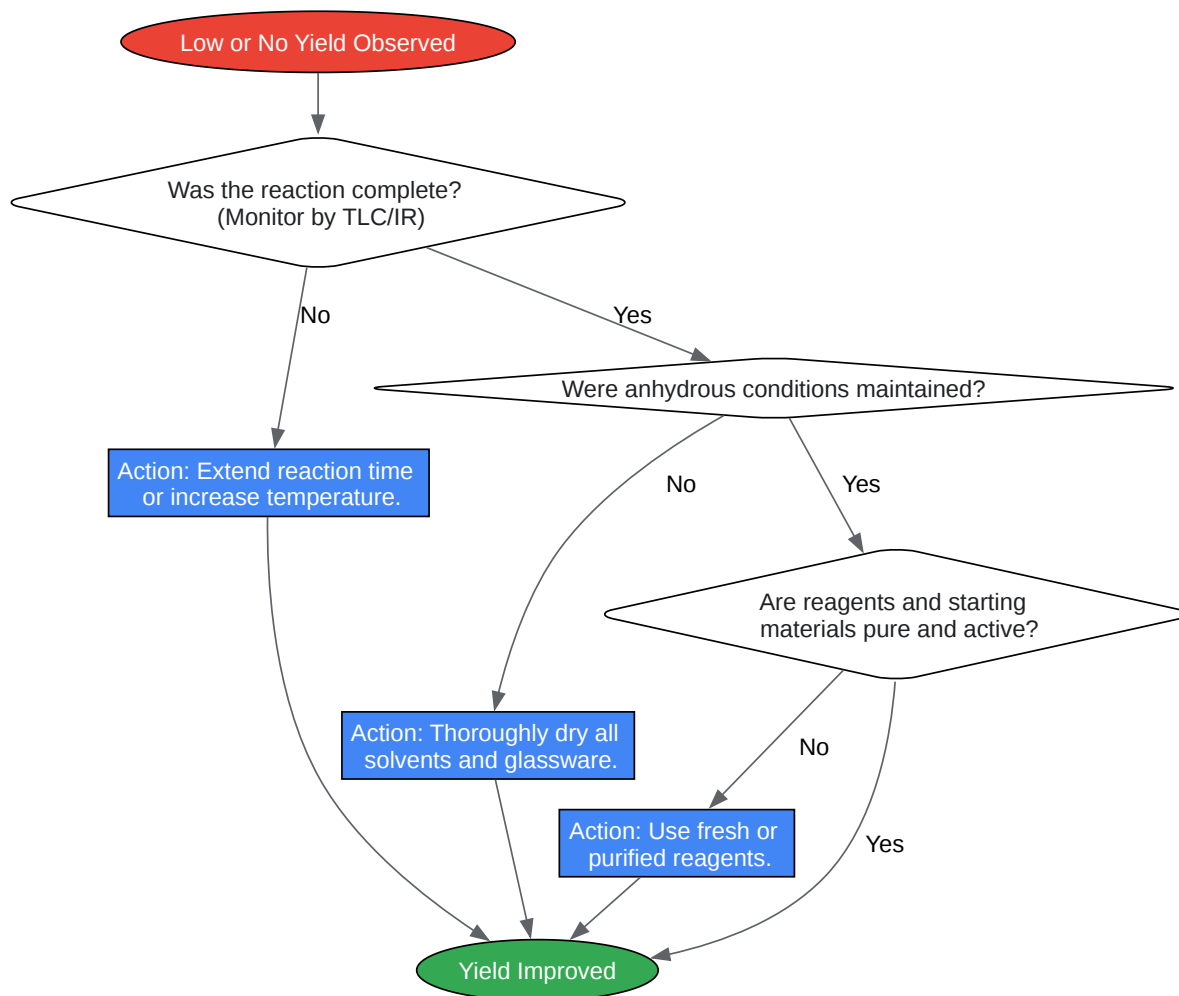 Low or No Yield Observed
Was the reaction complete?
(Monitor by TLC/IR)
No
Yes
Were anhydrous conditions maintained?
Action: Extend reaction time
or increase temperature.
No
Yes
Are reagents and starting
materials pure and active?
Action: Thoroughly dry all
solvents and glassware.
No
Action: Use fresh or
purified reagents.
Yes
Yield Improved